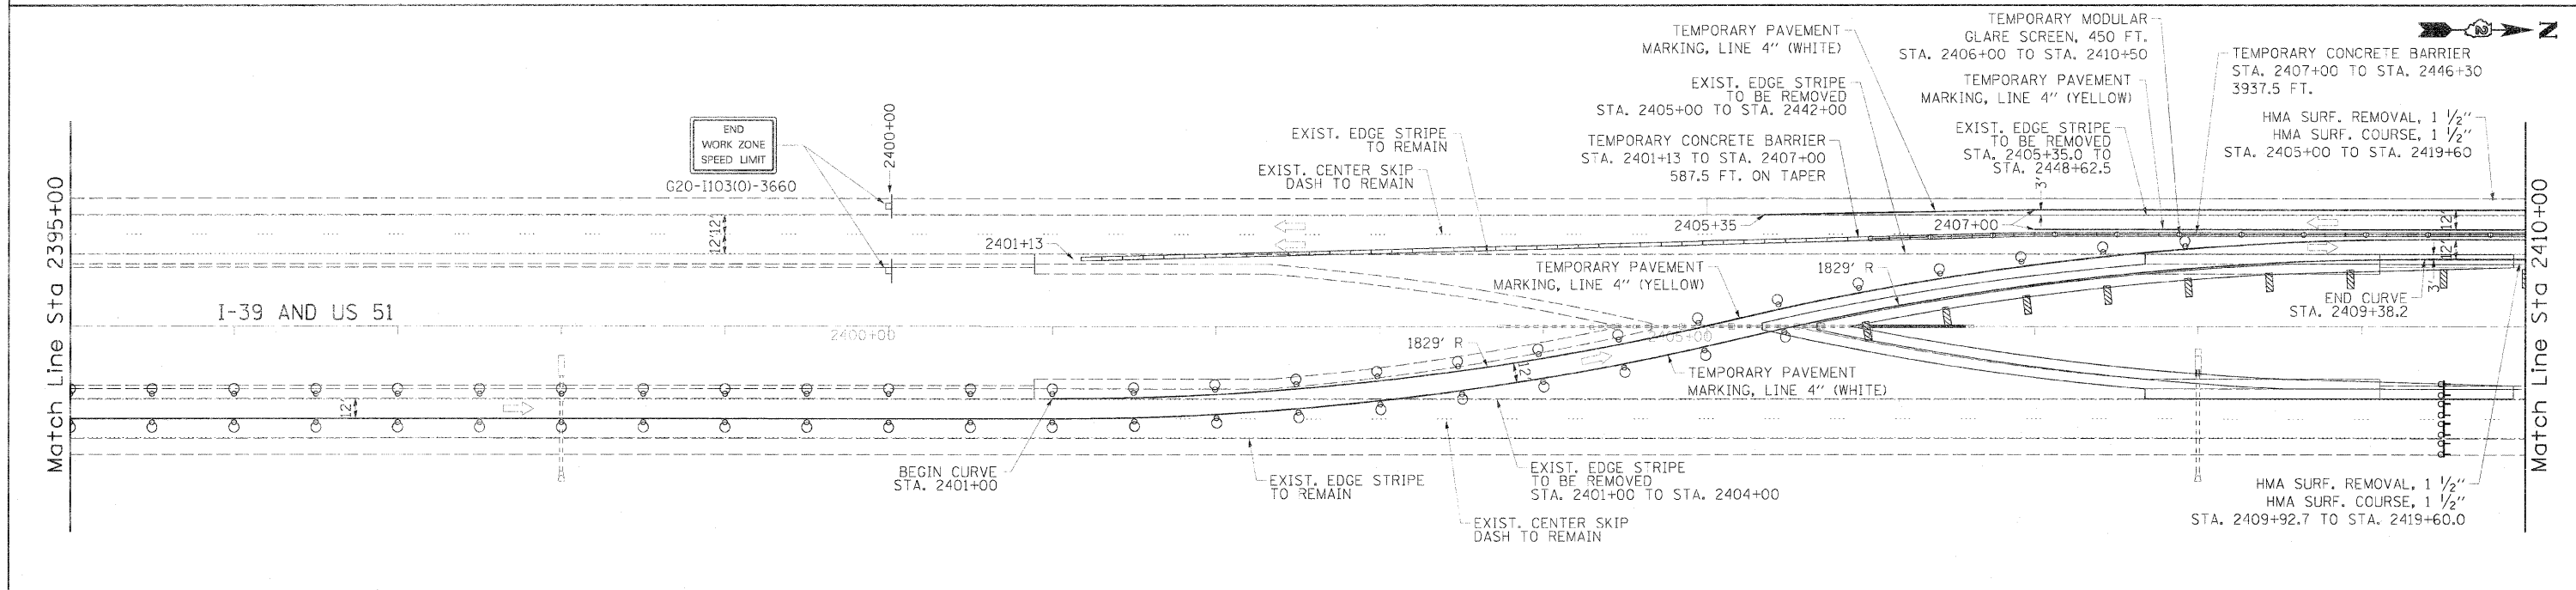 TEMPORARY PAVEMENT
MARKING, LINE 4" (WHITE)
TEMPORARY MODULAR
GLARE SCREEN, 450 FT.
STA. 2406+00 TO STA. 2410+50
N
TEMPORARY CONCRETE BARRIER
STA. 2407+00 TO STA. 2446+30
3937.5 FT.
EXIST. EDGE STRIPE
TO BE REMOVED
STA. 2405+00 TO STA. 2442+00
TEMPORARY PAVEMENT
MARKING, LINE 4" (YELLOW)
HMA SURF. REMOVAL, 1 1/2"
HMA SURF. COURSE, 1 1/2"
STA. 2405+00 TO STA. 2419+60
END
WORK ZONE
SPEED LIMIT
G20-I103(O)-3660
2400+00
EXIST. EDGE STRIPE
TO REMAIN
EXIST. CENTER SKIP
DASH TO REMAIN
TEMPORARY CONCRETE BARRIER
STA. 2401+13 TO STA. 2407+00
587.5 FT. ON TAPER
EXIST. EDGE STRIPE
TO BE REMOVED
STA. 2405+35.0 TO
STA. 2448+62.5
3'
Match Line Sta 2395+00
12'
12'
2401+13
2405+35
2407+00
12'
12'
Match Line Sta 2410+00
TEMPORARY PAVEMENT
MARKING, LINE 4" (YELLOW)
1829' R
3'
END CURVE
STA. 2409+38.2
I-39 AND US 51
2400+00
2405+00
1829' R
12'
12'
TEMPORARY PAVEMENT
MARKING, LINE 4" (WHITE)
BEGIN CURVE
STA. 2401+00
EXIST. EDGE STRIPE
TO REMAIN
EXIST. EDGE STRIPE
TO BE REMOVED
STA. 2401+00 TO STA. 2404+00
EXIST. CENTER SKIP
DASH TO REMAIN
HMA SURF. REMOVAL, 1 1/2"
HMA SURF. COURSE, 1 1/2"
STA. 2409+92.7 TO STA. 2419+60.0